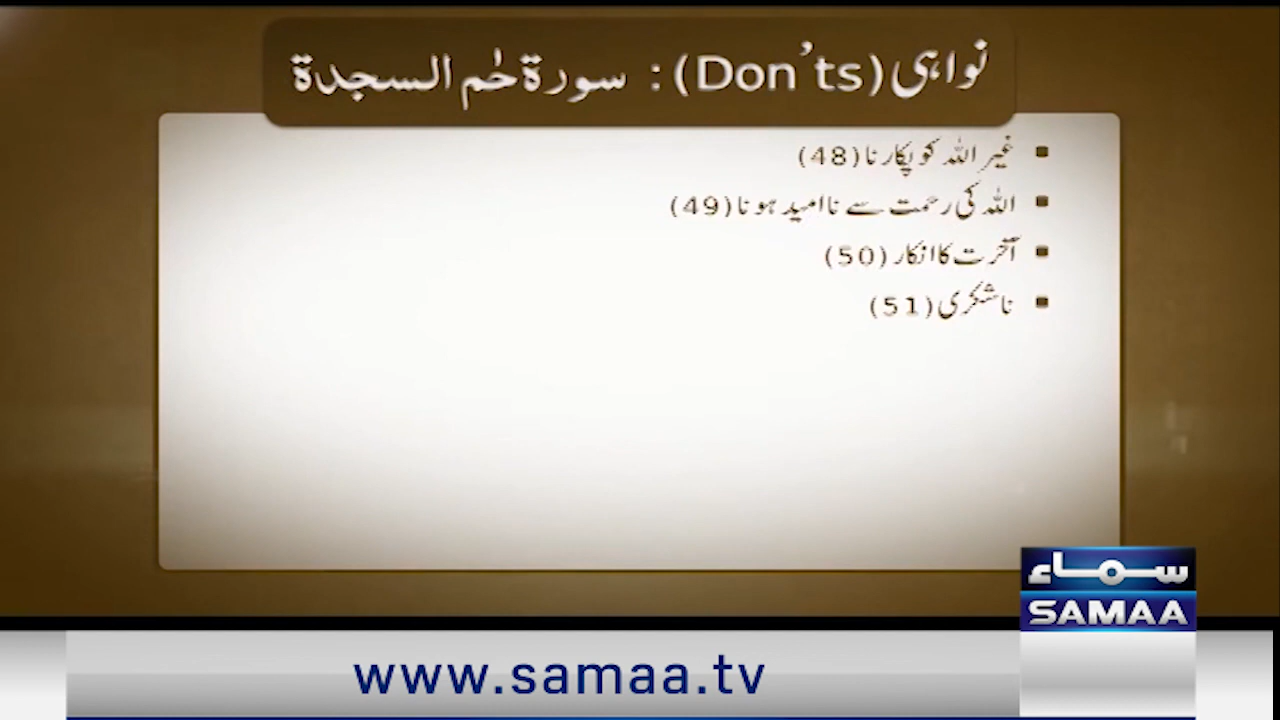 نواہی (Don’ts) : سورۃ حٰم السجدۃ
▪ غیر اللہ کو پکارنا (48)
▪ اللہ کی رحمت سے ناامید ہونا (49)
▪ آخرت کا انکار (50)
▪ ناشکری (51)
سماء
SAMAA
www.samaa.tv